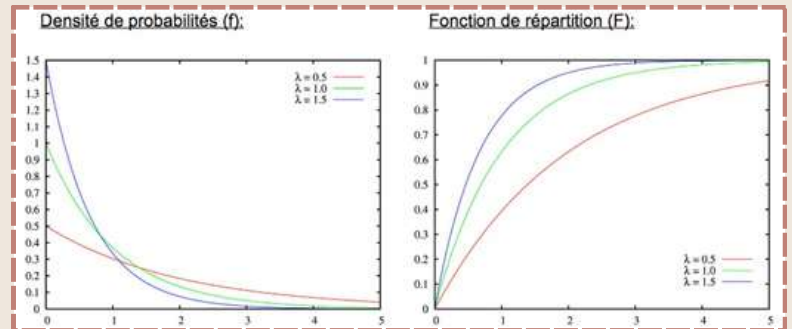 Densité de probabilités (f):
Fonction de répartition (F):
1.5
1.4
1.3
1.2
1.1
1
0.9
0.8
0.7
0.6
0.5
0.4
0.3
0.2
0.1
0
0 1 2 3 4 5
λ = 0.5
λ = 1.0
λ = 1.5
1
0.9
0.8
0.7
0.6
0.5
0.4
0.3
0.2
0.1
0
0 1 2 3 4 5
λ = 0.5
λ = 1.0
λ = 1.5